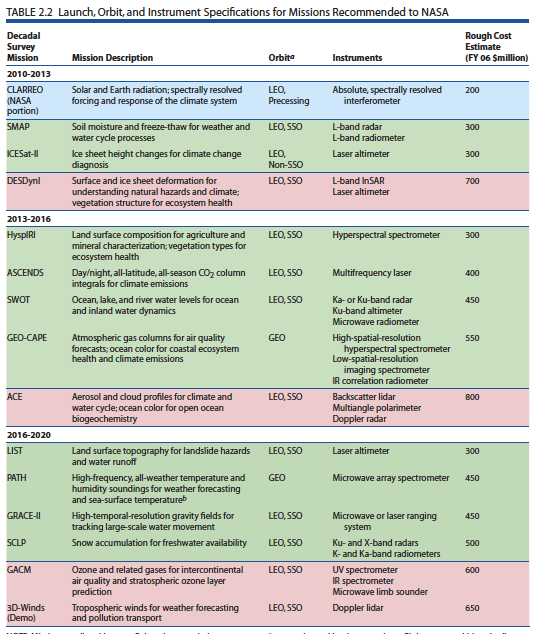 TABLE 2.2 Launch, Orbit, and Instrument Specifications for Missions Recommended to NASA
Decadal Survey Mission | Mission Description | Orbitᵃ | Instruments | Rough Cost Estimate (FY 06 $million)
2010-2013
CLARREO (NASA portion) | Solar and Earth radiation; spectrally resolved forcing and response of the climate system | LEO, Precessing | Absolute, spectrally resolved interferometer | 200
SMAP | Soil moisture and freeze-thaw for weather and water cycle processes | LEO, SSO | L-band radar L-band radiometer | 300
ICESat-II | Ice sheet height changes for climate change diagnosis | LEO, Non-SSO | Laser altimeter | 300
DESDynI | Surface and ice sheet deformation for understanding natural hazards and climate; vegetation structure for ecosystem health | LEO, SSO | L-band InSAR Laser altimeter | 700
2013-2016
HyspIRI | Land surface composition for agriculture and mineral characterization; vegetation types for ecosystem health | LEO, SSO | Hyperspectral spectrometer | 300
ASCENDS | Day/night, all-latitude, all-season CO₂ column integrals for climate emissions | LEO, SSO | Multifrequency laser | 400
SWOT | Ocean, lake, and river water levels for ocean and inland water dynamics | LEO, SSO | Ka- or Ku-band radar Ku-band altimeter Microwave radiometer | 450
GEO-CAPE | Atmospheric gas columns for air quality forecasts; ocean color for coastal ecosystem health and climate emissions | GEO | High-spatial-resolution hyperspectral spectrometer Low-spatial-resolution imaging spectrometer IR correlation radiometer | 550
ACE | Aerosol and cloud profiles for climate and water cycle; ocean color for open ocean biogeochemistry | LEO, SSO | Backscatter lidar Multiangle polarimeter Doppler radar | 800
2016-2020
LIST | Land surface topography for landslide hazards and water runoff | LEO, SSO | Laser altimeter | 300
PATH | High-frequency, all-weather temperature and humidity soundings for weather forecasting and sea-surface temperatureᵇ | GEO | Microwave array spectrometer | 450
GRACE-II | High-temporal-resolution gravity fields for tracking large-scale water movement | LEO, SSO | Microwave or laser ranging system | 450
SCLP | Snow accumulation for freshwater availability | LEO, SSO | Ku- and X-band radars K- and Ka-band radiometers | 500
GACM | Ozone and related gases for intercontinental air quality and stratospheric ozone layer prediction | LEO, SSO | UV spectrometer IR spectrometer Microwave limb sounder | 600
3D-Winds (Demo) | Tropospheric winds for weather forecasting and pollution transport | LEO, SSO | Doppler lidar | 650